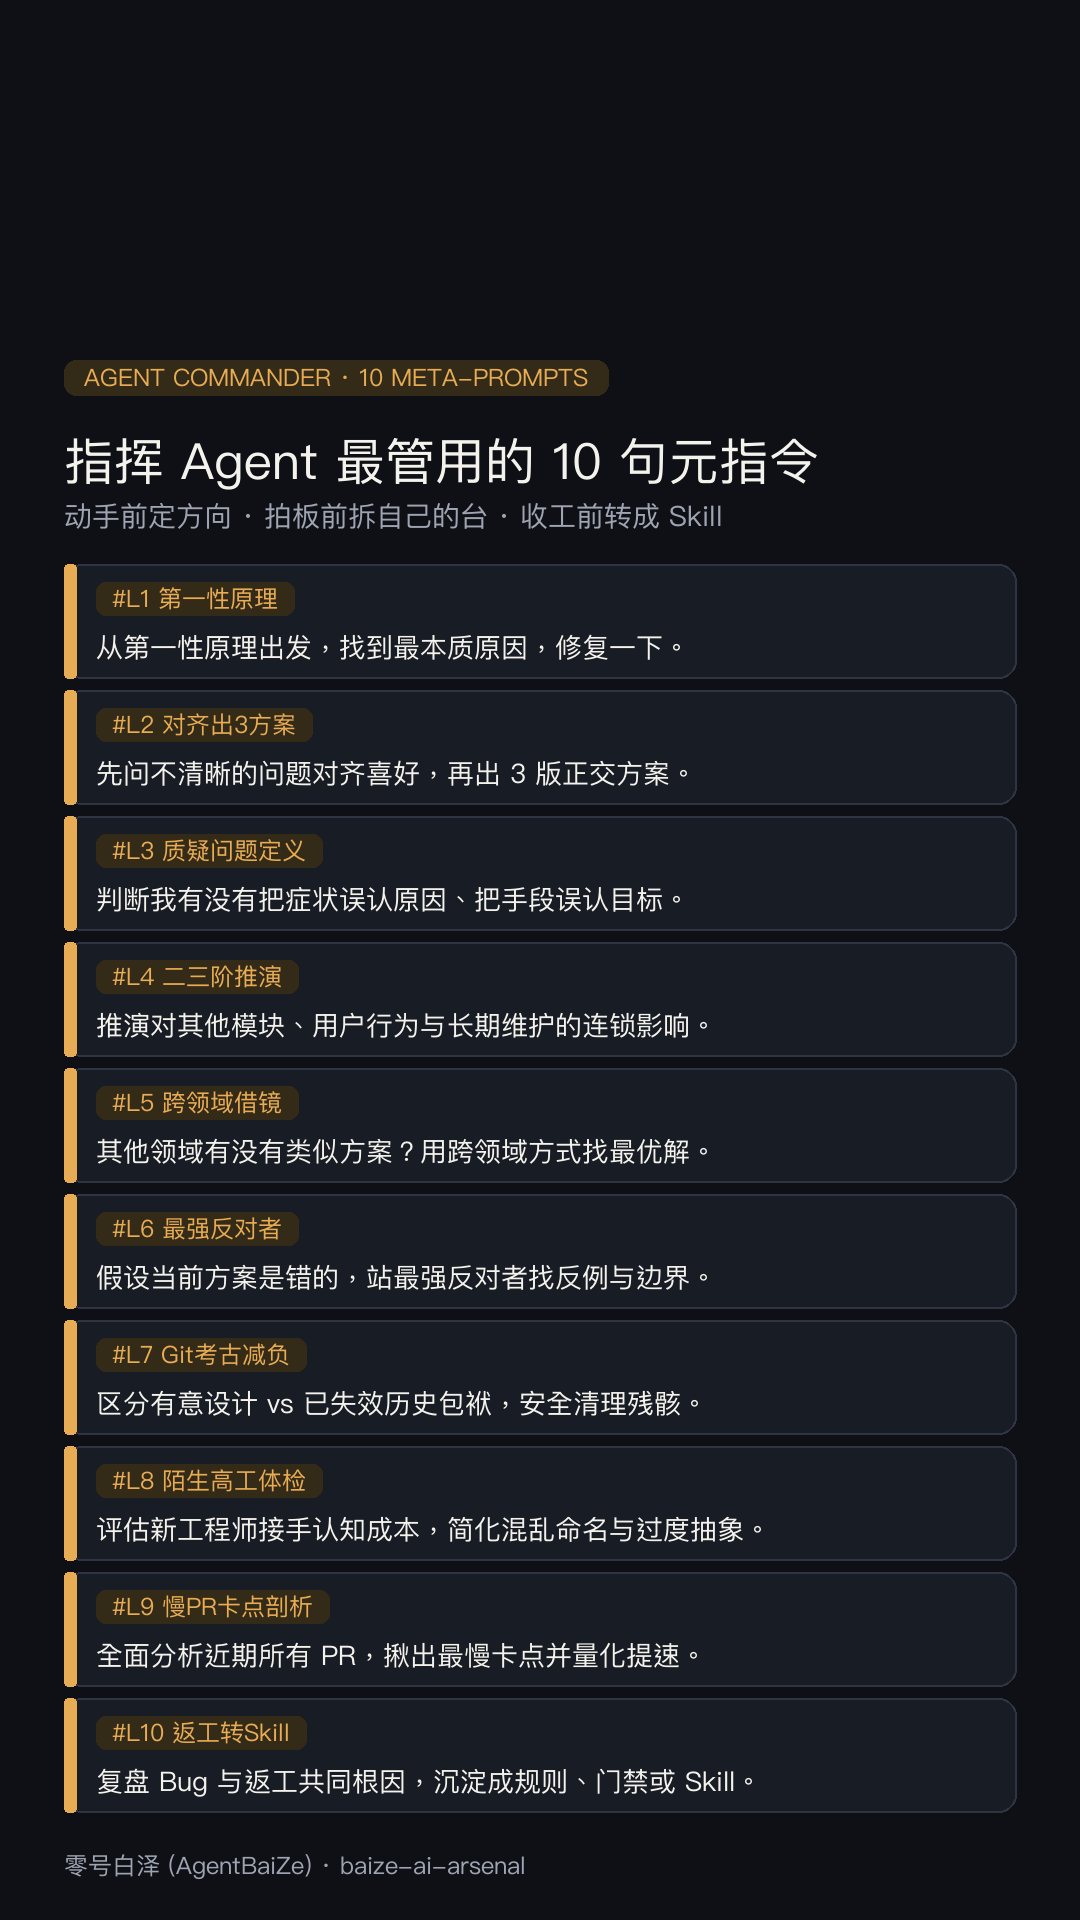 AGENT COMMANDER · 10 META-PROMPTS
指挥 Agent 最管用的 10 句元指令
动手前定方向 · 拍板前拆自己的台 · 收工前转成 Skill
#L1 第一性原理
从第一性原理出发，找到最本质原因，修复一下。
#L2 对齐出3方案
先问不清晰的问题对齐喜好，再出 3 版正交方案。
#L3 质疑问题定义
判断我有没有把症状误认原因、把手段误认目标。
#L4 二三阶推演
推演对其他模块、用户行为与长期维护的连锁影响。
#L5 跨领域借镜
其他领域有没有类似方案？用跨领域方式找最优解。
#L6 最强反对者
假设当前方案是错的，站最强反对者找反例与边界。
#L7 Git考古减负
区分有意设计 vs 已失效历史包袱，安全清理残骸。
#L8 陌生高工体检
评估新工程师接手认知成本，简化混乱命名与过度抽象。
#L9 慢PR卡点剖析
全面分析近期所有 PR，揪出最慢卡点并量化提速。
#L10 返工转Skill
复盘 Bug 与返工共同根因，沉淀成规则、门禁或 Skill。
零号白泽 (AgentBaiZe) · baize-ai-arsenal